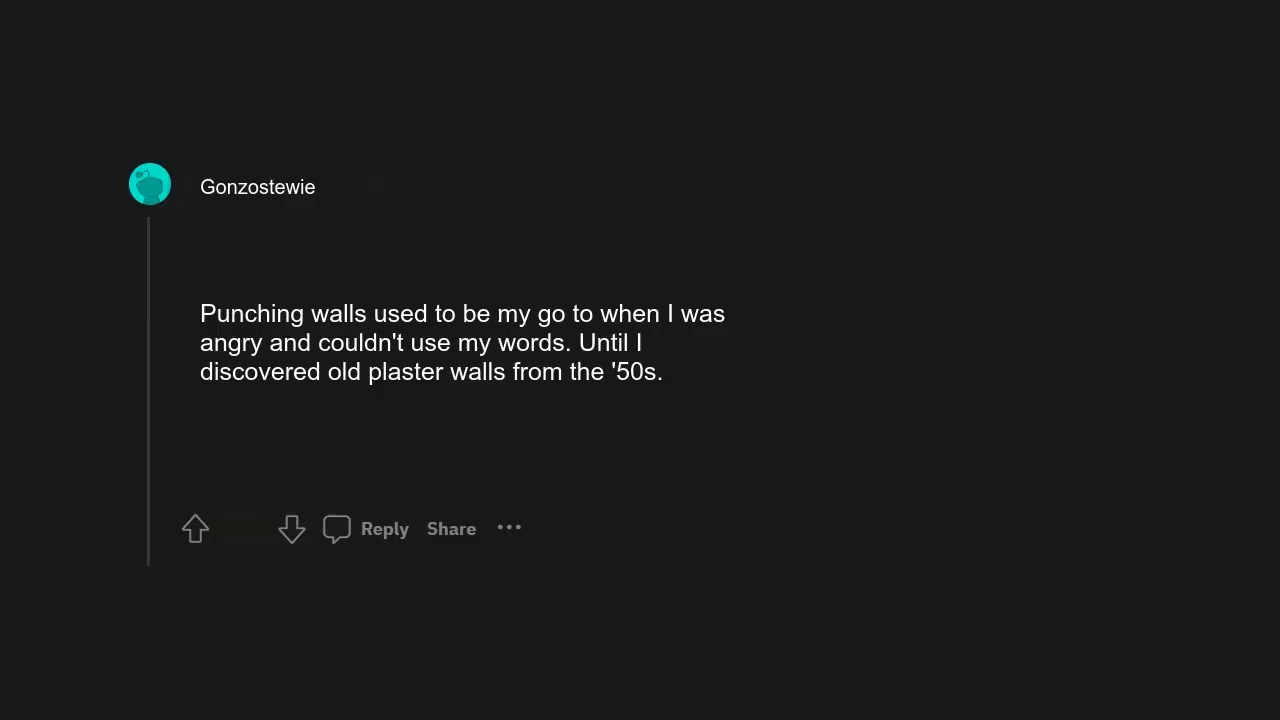 Gonzostewie
Punching walls used to be my go to when I was
angry and couldn't use my words. Until I
discovered old plaster walls from the '50s.
Reply Share